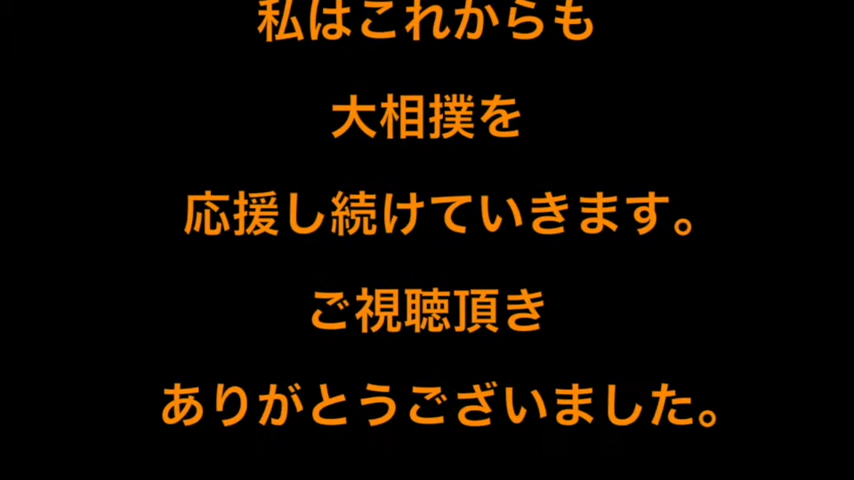 私はこれからも
大相撲を
応援し続けていきます。
ご視聴頂き
ありがとうございました。